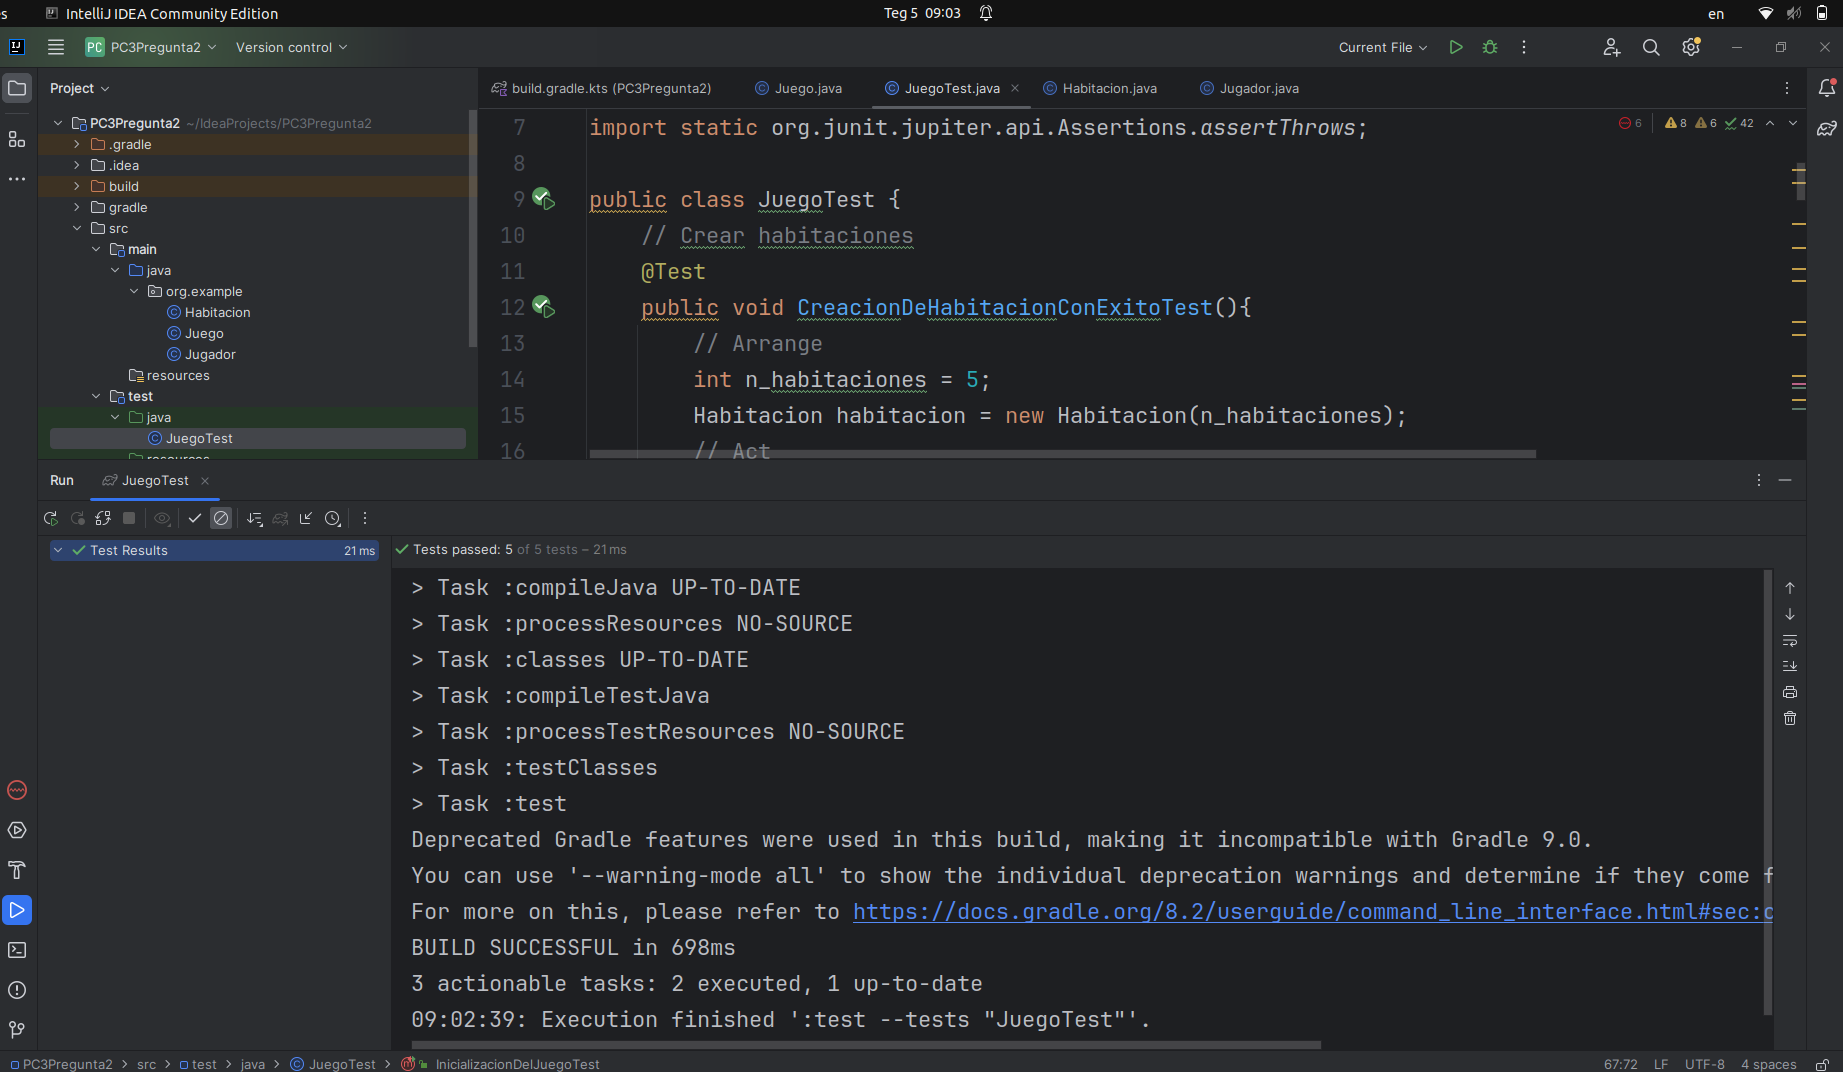 s IntelliJ IDEA Community Edition Teg 5 09:03 en
PC PC3Pregunta2 Version control Current File
Project
build.gradle.kts (PC3Pregunta2) Juego.java JuegoTest.java Habitacion.java Jugador.java
PC3Pregunta2 ~/IdeaProjects/PC3Pregunta2
.gradle
.idea
build
gradle
src
main
java
org.example
Habitacion
Juego
Jugador
resources
test
java
JuegoTest
resources
7 import static org.junit.jupiter.api.Assertions.assertThrows;
6 8 6 42
8
9 public class JuegoTest {
10 // Crear habitaciones
11 @Test
12 public void CreacionDeHabitacionConExitoTest(){
13 // Arrange
14 int n_habitaciones = 5;
15 Habitacion habitacion = new Habitacion(n_habitaciones);
16 // Act
Run JuegoTest
Test Results 21 ms
Tests passed: 5 of 5 tests – 21 ms
> Task :compileJava UP-TO-DATE
> Task :processResources NO-SOURCE
> Task :classes UP-TO-DATE
> Task :compileTestJava
> Task :processTestResources NO-SOURCE
> Task :testClasses
> Task :test
Deprecated Gradle features were used in this build, making it incompatible with Gradle 9.0.
You can use '--warning-mode all' to show the individual deprecation warnings and determine if they come f
For more on this, please refer to https://docs.gradle.org/8.2/userguide/command_line_interface.html#sec:c
BUILD SUCCESSFUL in 698ms
3 actionable tasks: 2 executed, 1 up-to-date
09:02:39: Execution finished ':test --tests "JuegoTest"'.
PC3Pregunta2 > src > test > java > JuegoTest > InicializacionDelJuegoTest 67:72 LF UTF-8 4 spaces